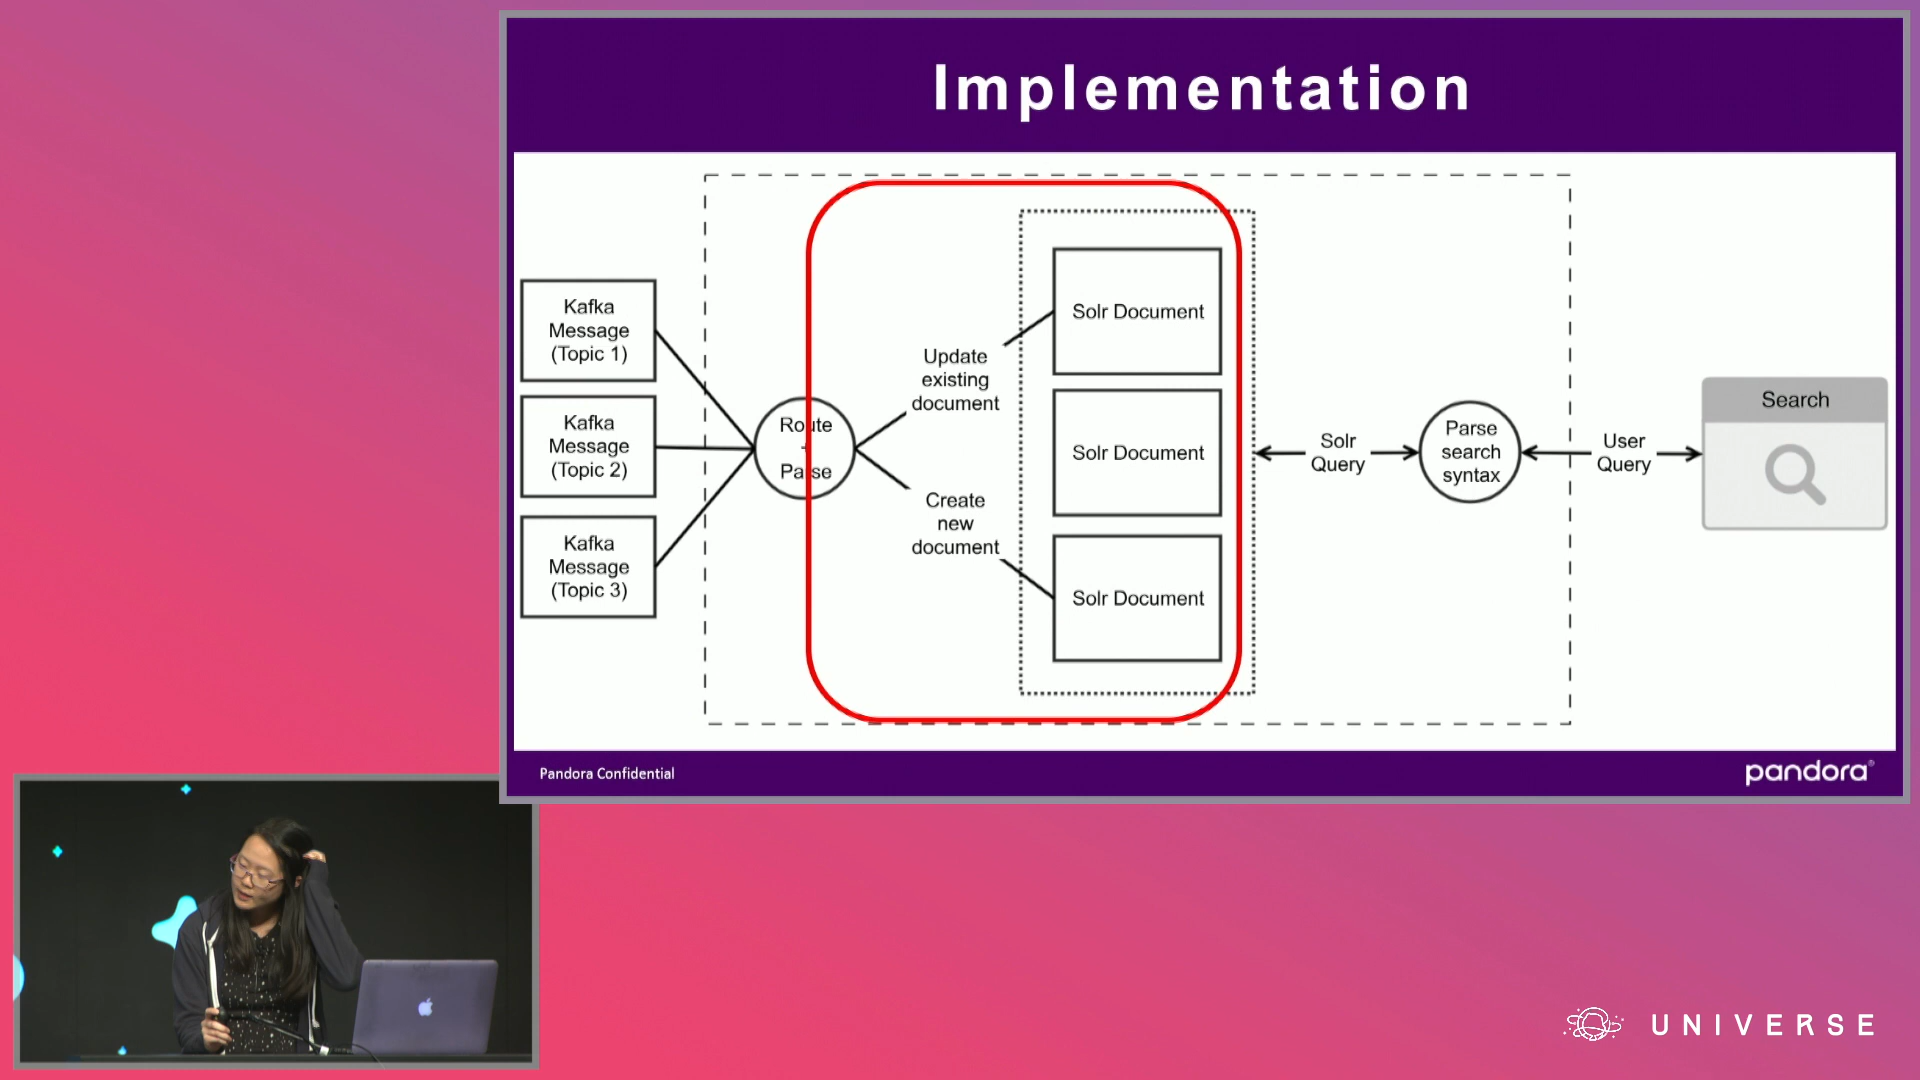 Implementation
Kafka
Message
(Topic 1)
Kafka
Message
(Topic 2)
Kafka
Message
(Topic 3)
Route
+
Parse
Update
existing
document
Create
new
document
Solr Document
Solr Document
Solr Document
Solr
Query
Parse
search
syntax
User
Query
Search
Pandora Confidential
pandora®
UNIVERSE